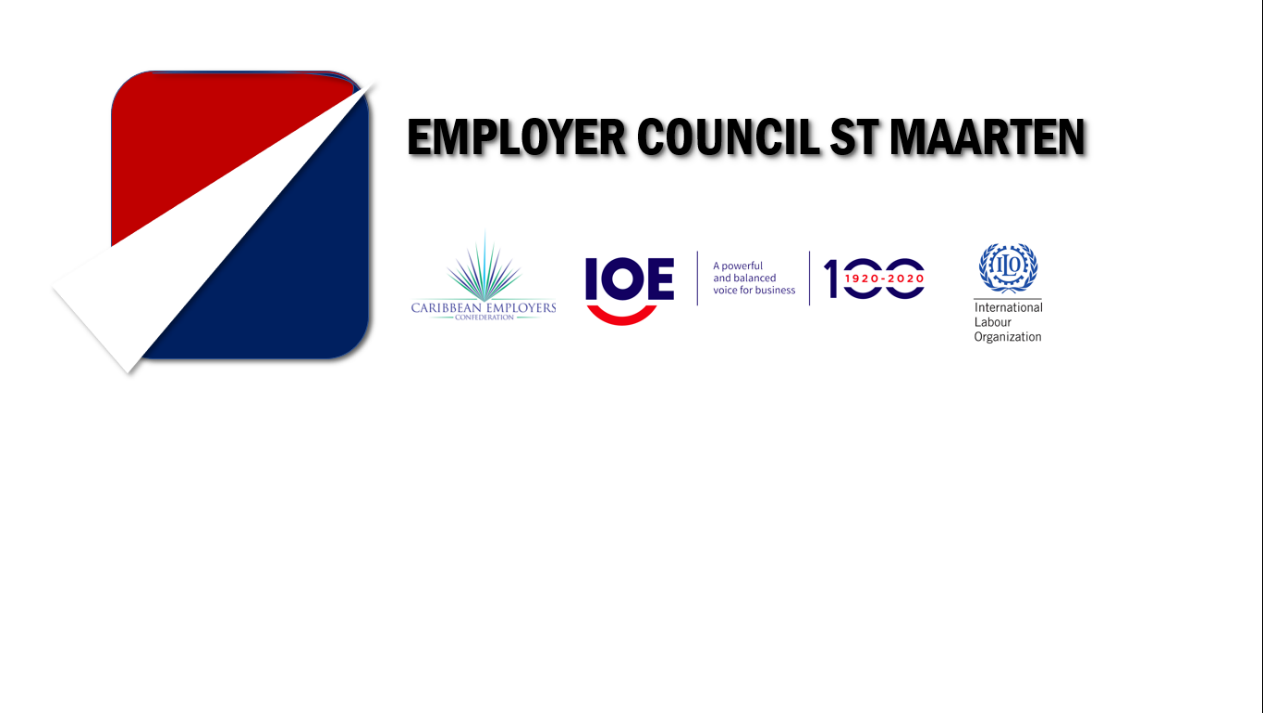 EMPLOYER COUNCIL ST MAARTEN
CARIBBEAN EMPLOYERS
CONFEDERATION
IOE
A powerful
and balanced
voice for business
100
1920-2020
ILO
International
Labour
Organization